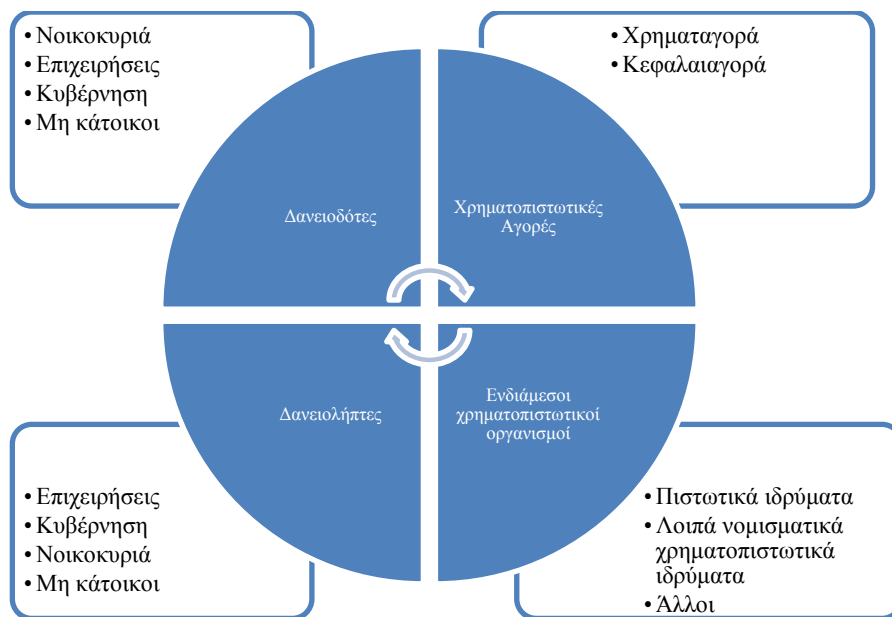 • Νοικοκυριά
• Επιχειρήσεις
• Κυβέρνηση
• Μη κάτοικοι
• Χρηματαγορά
• Κεφαλαιαγορά
Δανειοδότες
Χρηματοπιστωτικές
Αγορές
Δανειολήπτες
Ενδιάμεσοι
χρηματοπιστωτικοί
οργανισμοί
• Επιχειρήσεις
• Κυβέρνηση
• Νοικοκυριά
• Μη κάτοικοι
• Πιστωτικά ιδρύματα
• Λοιπά νομισματικά
χρηματοπιστωτικά
ιδρύματα
• Άλλοι